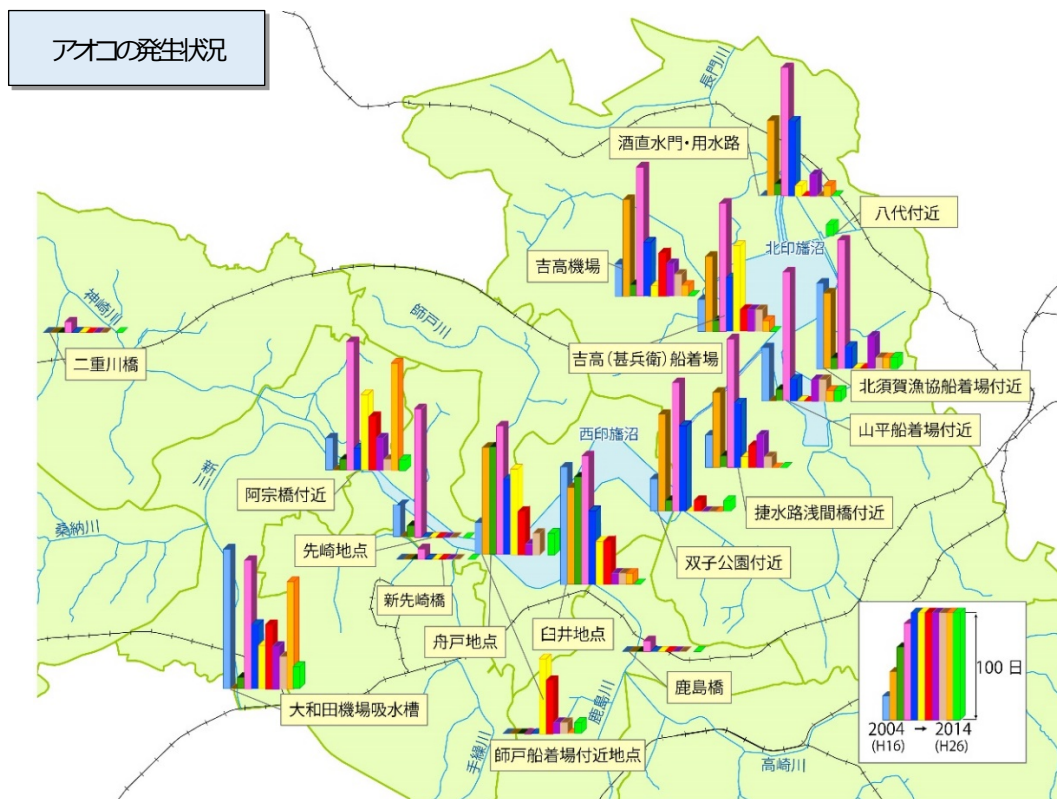 アオコの発生状況
長門川
酒直水門・用水路
八代付近
北印旛沼
吉高機場
神崎川
師戸川
二重川橋
吉高(甚兵衛)船着場
北須賀漁協船着場付近
山平船着場付近
西印旛沼
新川
阿宗橋付近
捷水路浅間橋付近
桑納川
先崎地点
双子公園付近
新先崎橋
舟戸地点
臼井地点
鹿島橋
大和田機場吸水槽
鹿島川
師戸船着場付近地点
手繰川
高崎川
100 日
2004 → 2014
(H16) (H26)